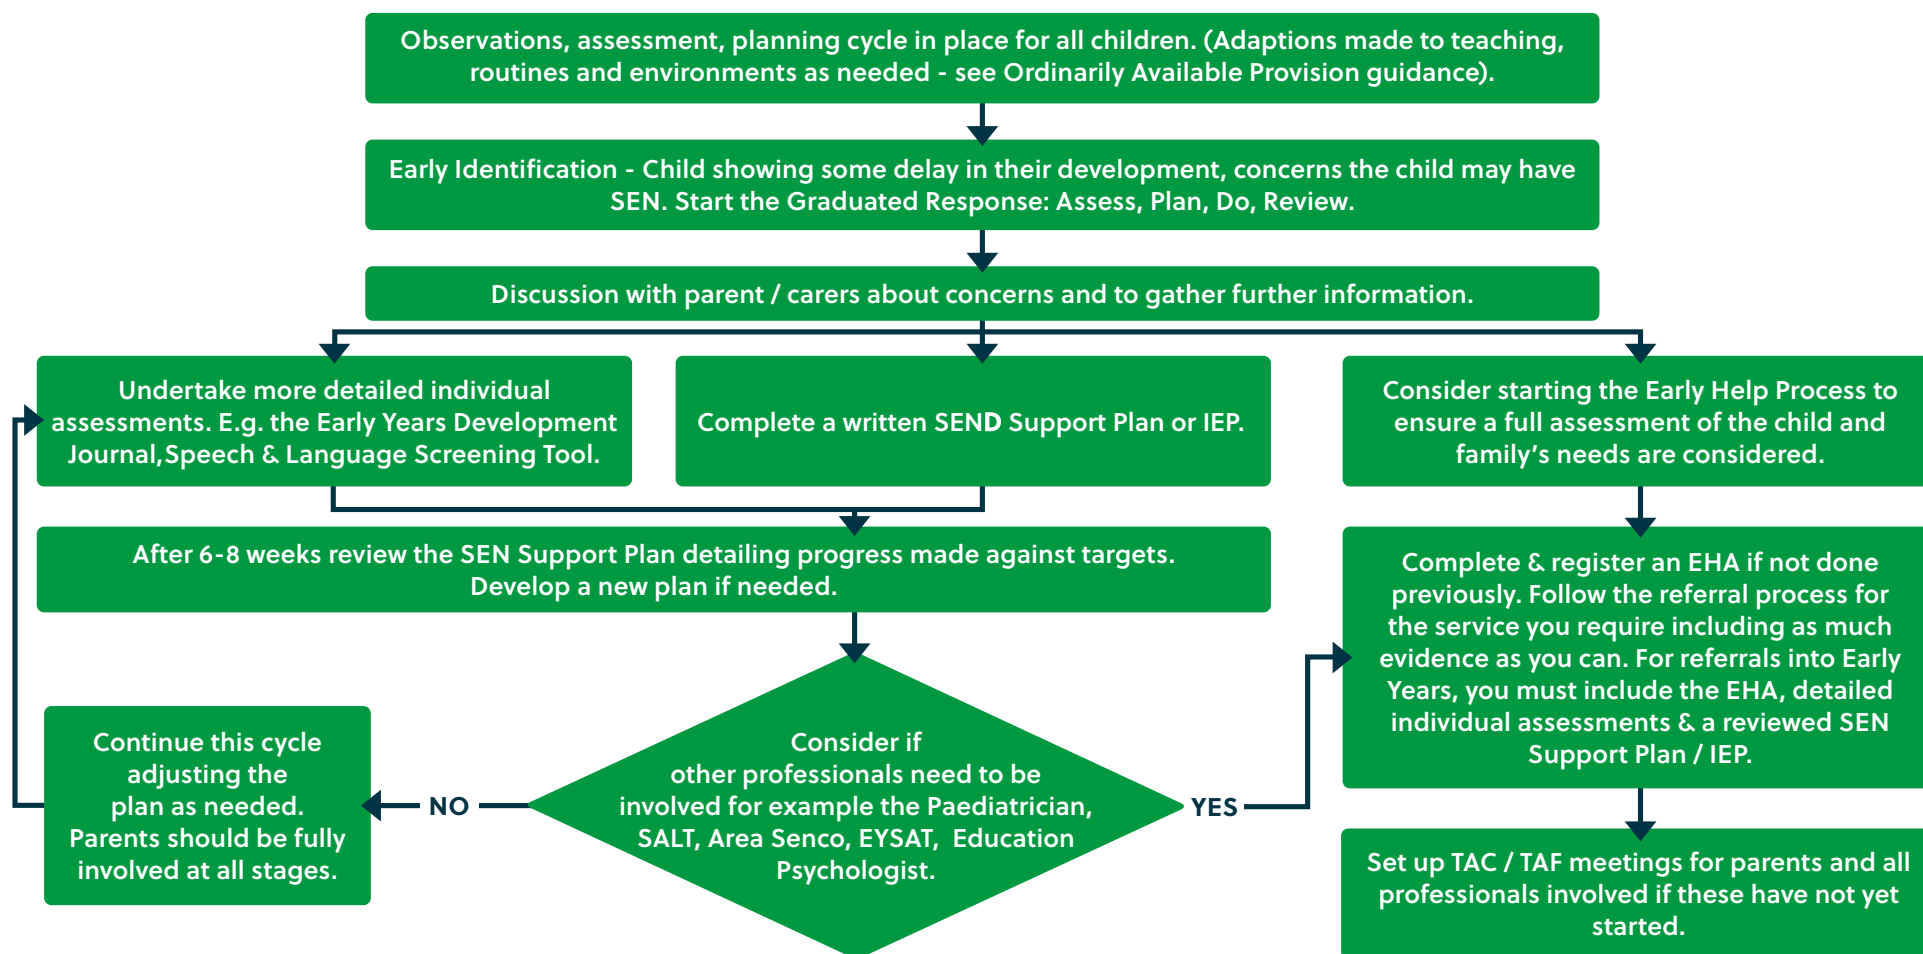 Observations, assessment, planning cycle in place for all children. (Adaptions made to teaching,
routines and environments as needed - see Ordinarily Available Provision guidance).
Early Identification - Child showing some delay in their development, concerns the child may have
SEN. Start the Graduated Response: Assess, Plan, Do, Review.
Discussion with parent / carers about concerns and to gather further information.
Undertake more detailed individual
assessments. E.g. the Early Years Development
Journal,Speech & Language Screening Tool.
Complete a written SEND Support Plan or IEP.
Consider starting the Early Help Process to
ensure a full assessment of the child and
family's needs are considered.
After 6-8 weeks review the SEN Support Plan detailing progress made against targets.
Develop a new plan if needed.
Complete & register an EHA if not done
previously. Follow the referral process for
the service you require including as much
evidence as you can. For referrals into Early
Years, you must include the EHA, detailed
individual assessments & a reviewed SEN
Support Plan / IEP.
Continue this cycle
adjusting the
plan as needed.
Parents should be fully
involved at all stages.
NO
Consider if
other professionals need to be
involved for example the Paediatrician,
SALT, Area Senco, EYSAT, Education
Psychologist.
YES
Set up TAC / TAF meetings for parents and all
professionals involved if these have not yet
started.